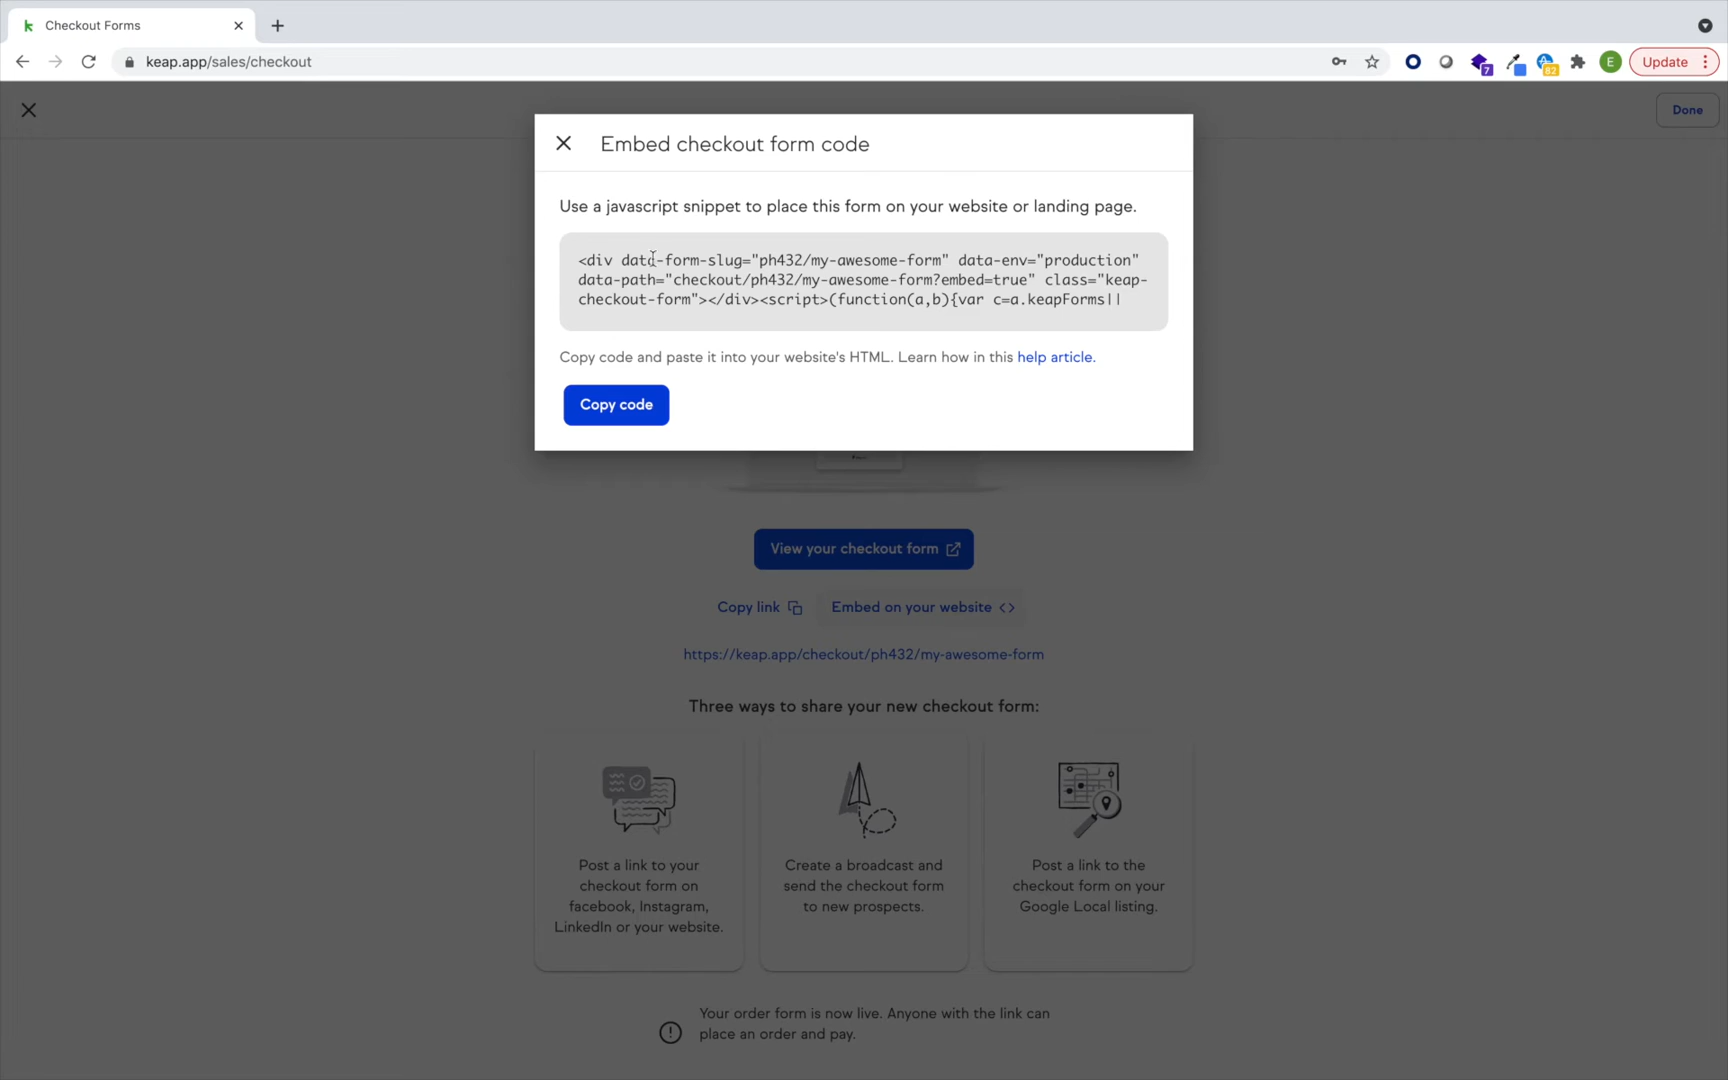 Checkout Forms
keap.app/sales/checkout
7
82
E
Update
Done
Embed checkout form code
Use a javascript snippet to place this form on your website or landing page.
<div data-form-slug="ph432/my-awesome-form" data-env="production"
data-path="checkout/ph432/my-awesome-form?embed=true" class="keap-
checkout-form"></div><script>(function(a,b){var c=a.keapForms||
Copy code and paste it into your website's HTML. Learn how in this help article.
Copy code
View your checkout form
Copy link
Embed on your website <>
https://keap.app/checkout/ph432/my-awesome-form
Three ways to share your new checkout form:
Post a link to your
checkout form on
facebook, Instagram,
LinkedIn or your website.
Create a broadcast and
send the checkout form
to new prospects.
Post a link to the
checkout form on your
Google Local listing.
Your order form is now live. Anyone with the link can
place an order and pay.